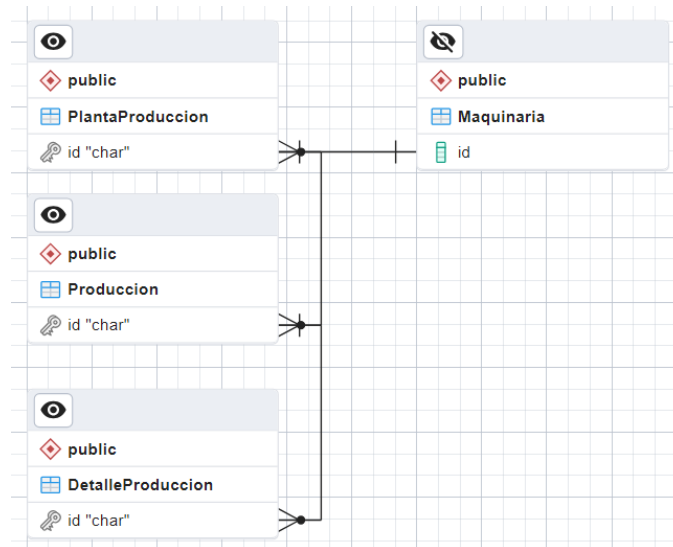 public
PlantaProduccion
id "char"
public
Maquinaria
id
public
Produccion
id "char"
public
DetalleProduccion
id "char"